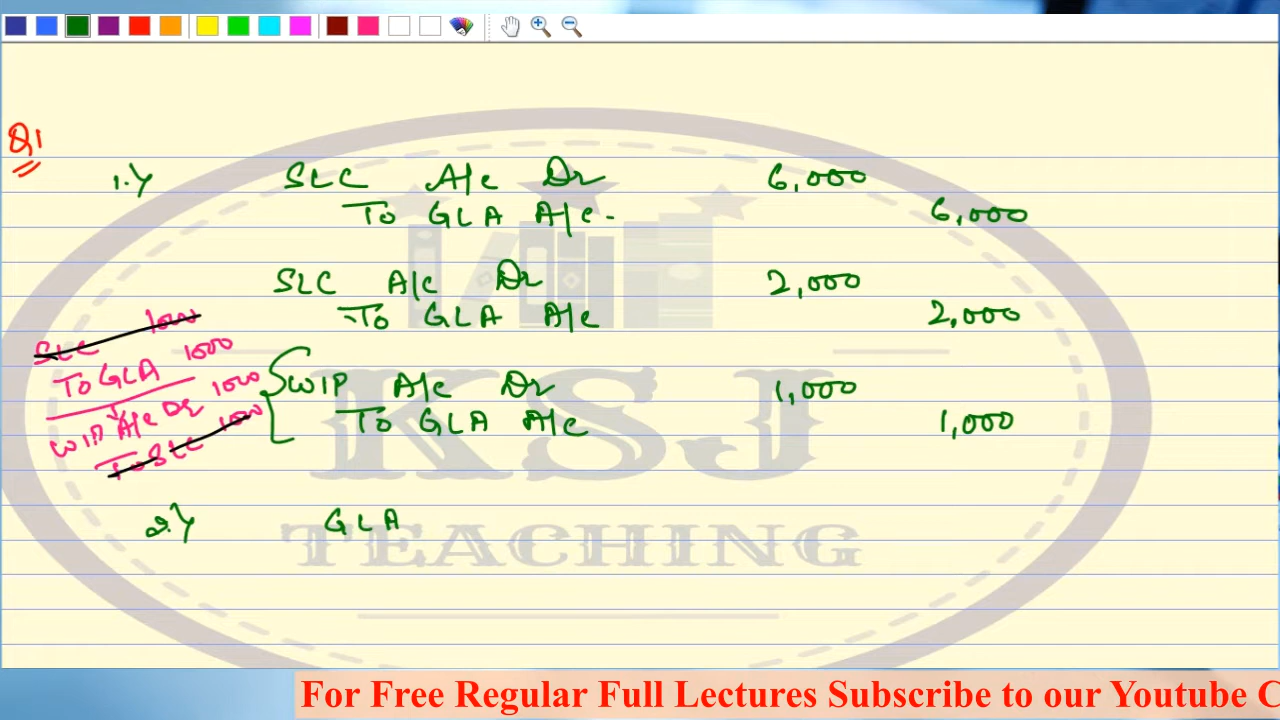 Q1
1.) SLC A/c Dr 6,000
To GLA A/c. 6,000
SLC A/c Dr 2,000
To GLA A/c 2,000
SLC 1000
To GLA 1000
WIP A/c Dr 1000
To SLC 1000
WIP A/c Dr 1,000
To GLA A/c 1,000
2.) GLA
KSJ
TEACHING
For Free Regular Full Lectures Subscribe to our Youtube C